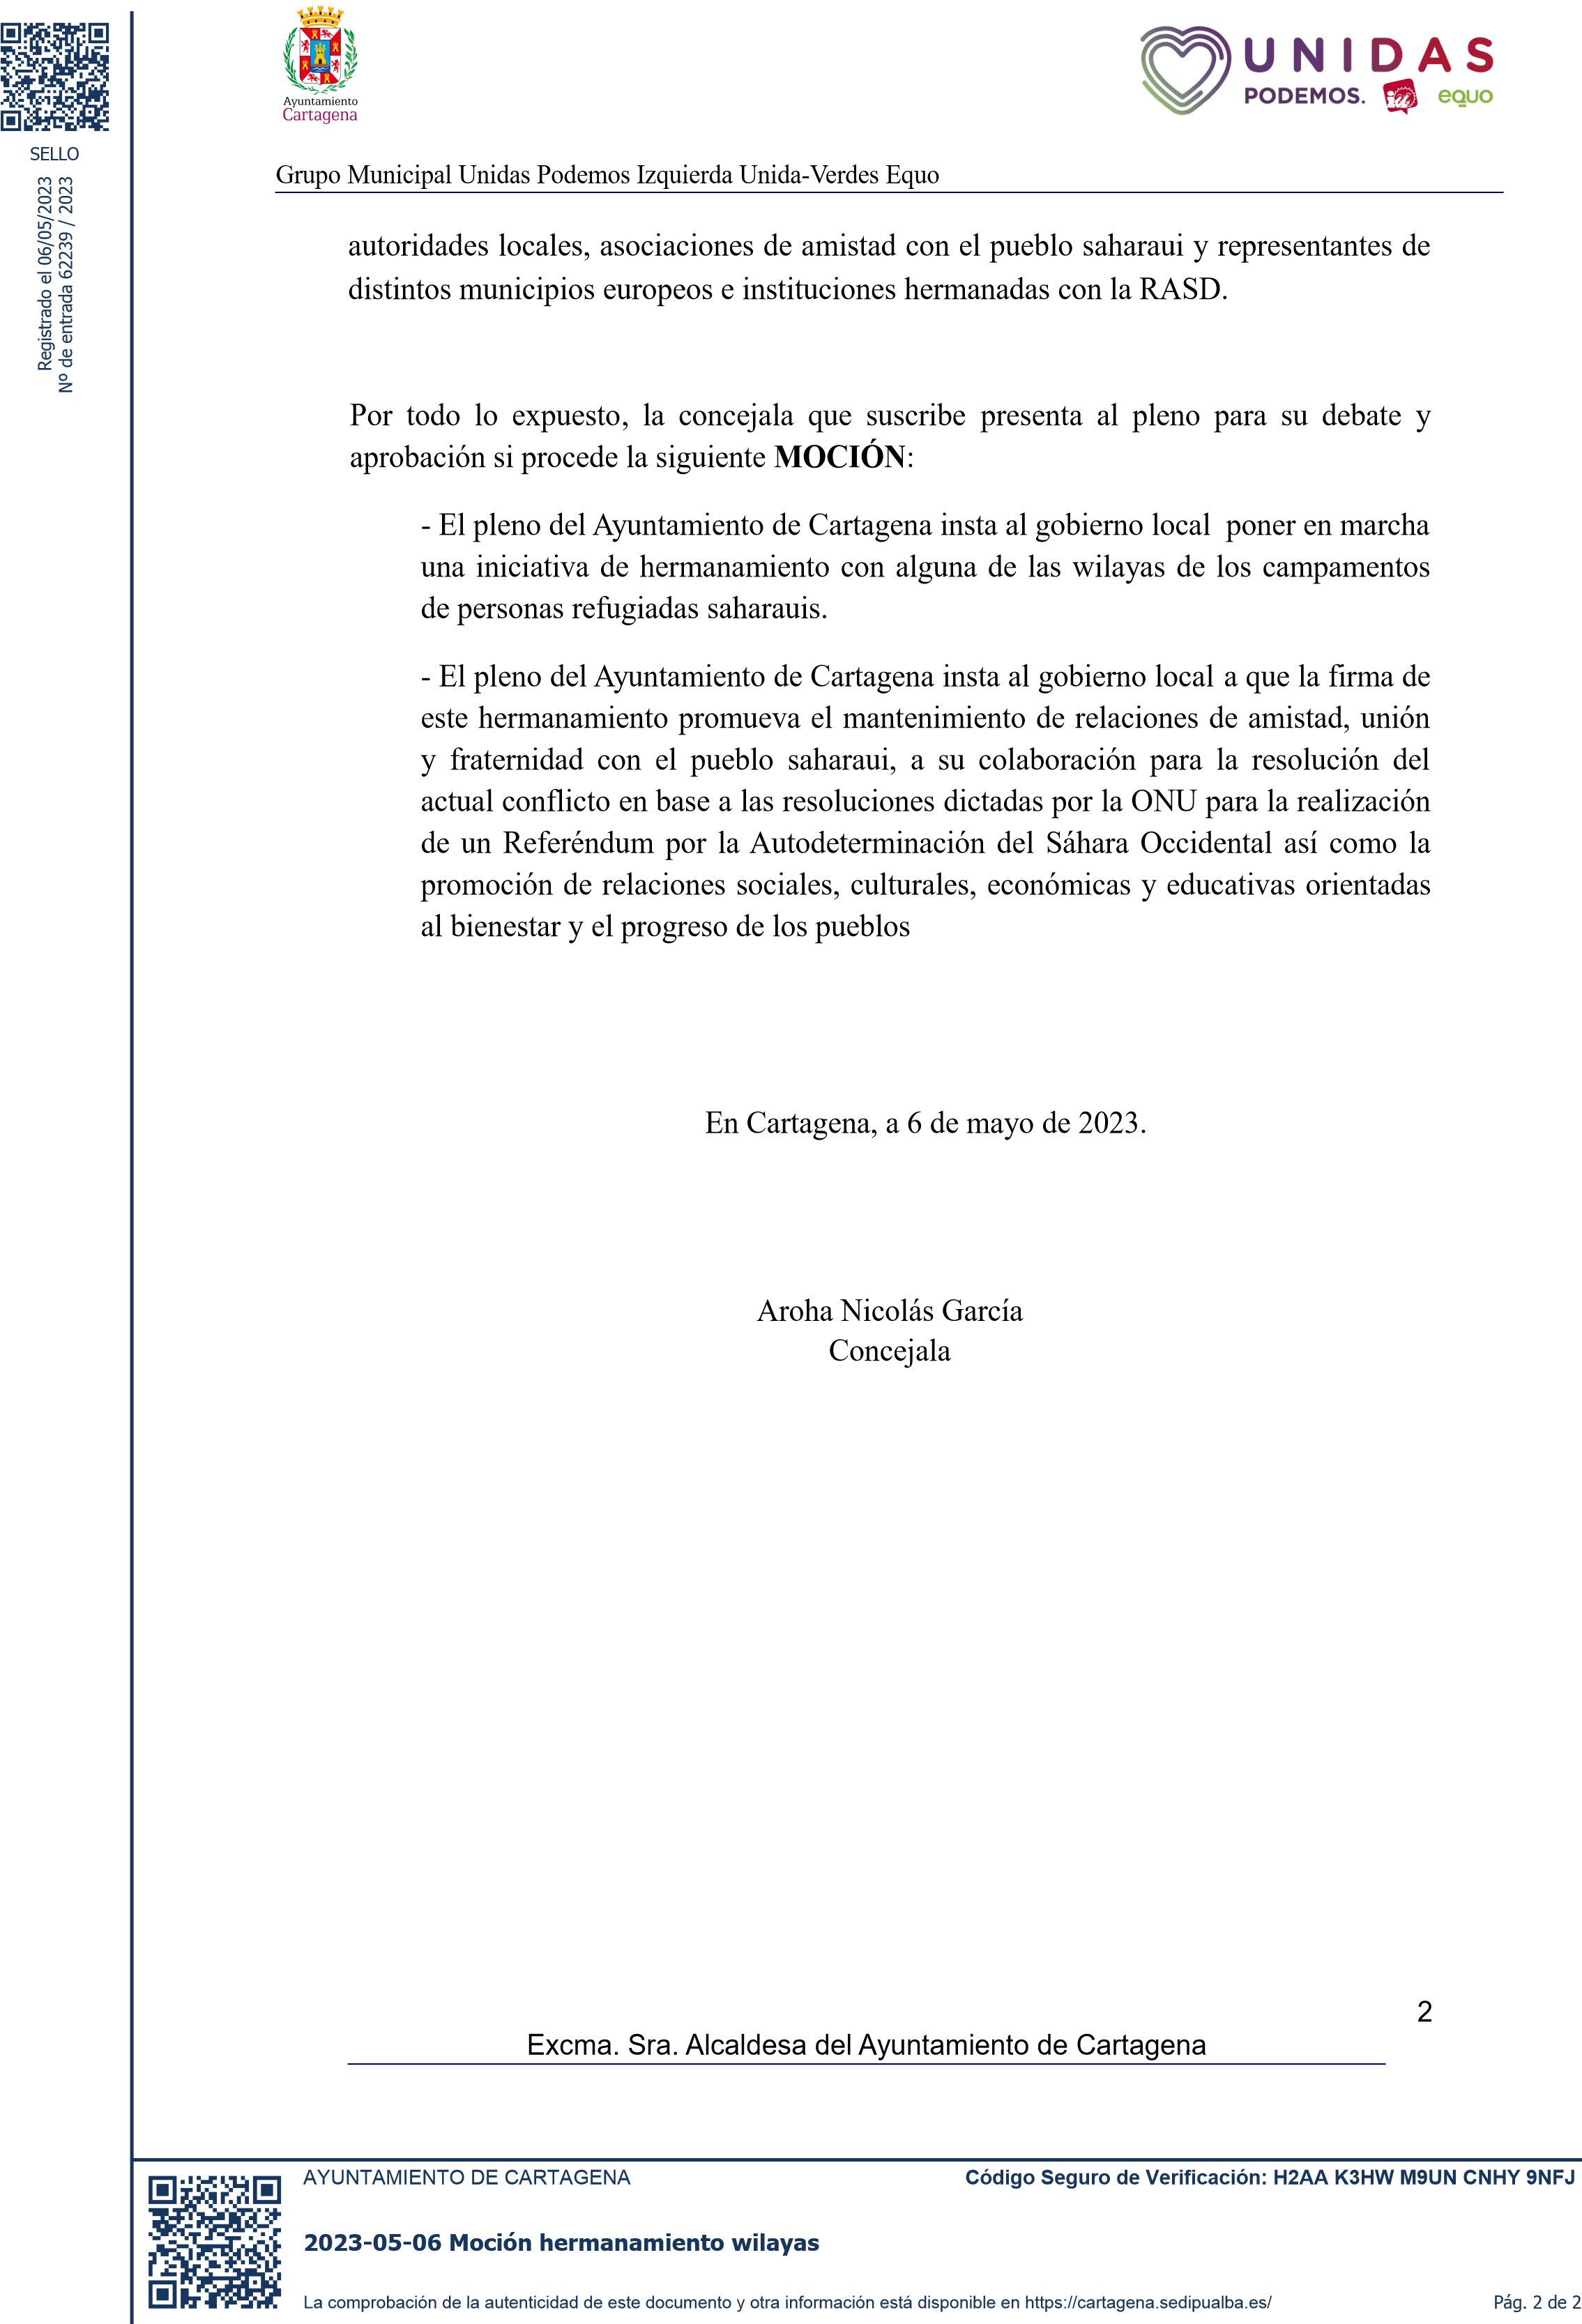 SELLO
Registrado el 06/05/2023
Nº de entrada 62239 / 2023
Ayuntamiento
Cartagena
UNIDAS
PODEMOS. iu equo
Grupo Municipal Unidas Podemos Izquierda Unida-Verdes Equo
autoridades locales, asociaciones de amistad con el pueblo saharaui y representantes de
distintos municipios europeos e instituciones hermanadas con la RASD.
Por todo lo expuesto, la concejala que suscribe presenta al pleno para su debate y
aprobación si procede la siguiente MOCIÓN:
- El pleno del Ayuntamiento de Cartagena insta al gobierno local poner en marcha
una iniciativa de hermanamiento con alguna de las wilayas de los campamentos
de personas refugiadas saharauis.
- El pleno del Ayuntamiento de Cartagena insta al gobierno local a que la firma de
este hermanamiento promueva el mantenimiento de relaciones de amistad, unión
y fraternidad con el pueblo saharaui, a su colaboración para la resolución del
actual conflicto en base a las resoluciones dictadas por la ONU para la realización
de un Referéndum por la Autodeterminación del Sáhara Occidental así como la
promoción de relaciones sociales, culturales, económicas y educativas orientadas
al bienestar y el progreso de los pueblos
En Cartagena, a 6 de mayo de 2023.
Aroha Nicolás García
Concejala
2
Excma. Sra. Alcaldesa del Ayuntamiento de Cartagena
AYUNTAMIENTO DE CARTAGENA
Código Seguro de Verificación: H2AA K3HW M9UN CNHY 9NFJ
2023-05-06 Moción hermanamiento wilayas
La comprobación de la autenticidad de este documento y otra información está disponible en https://cartagena.sedipualba.es/
Pág. 2 de 2